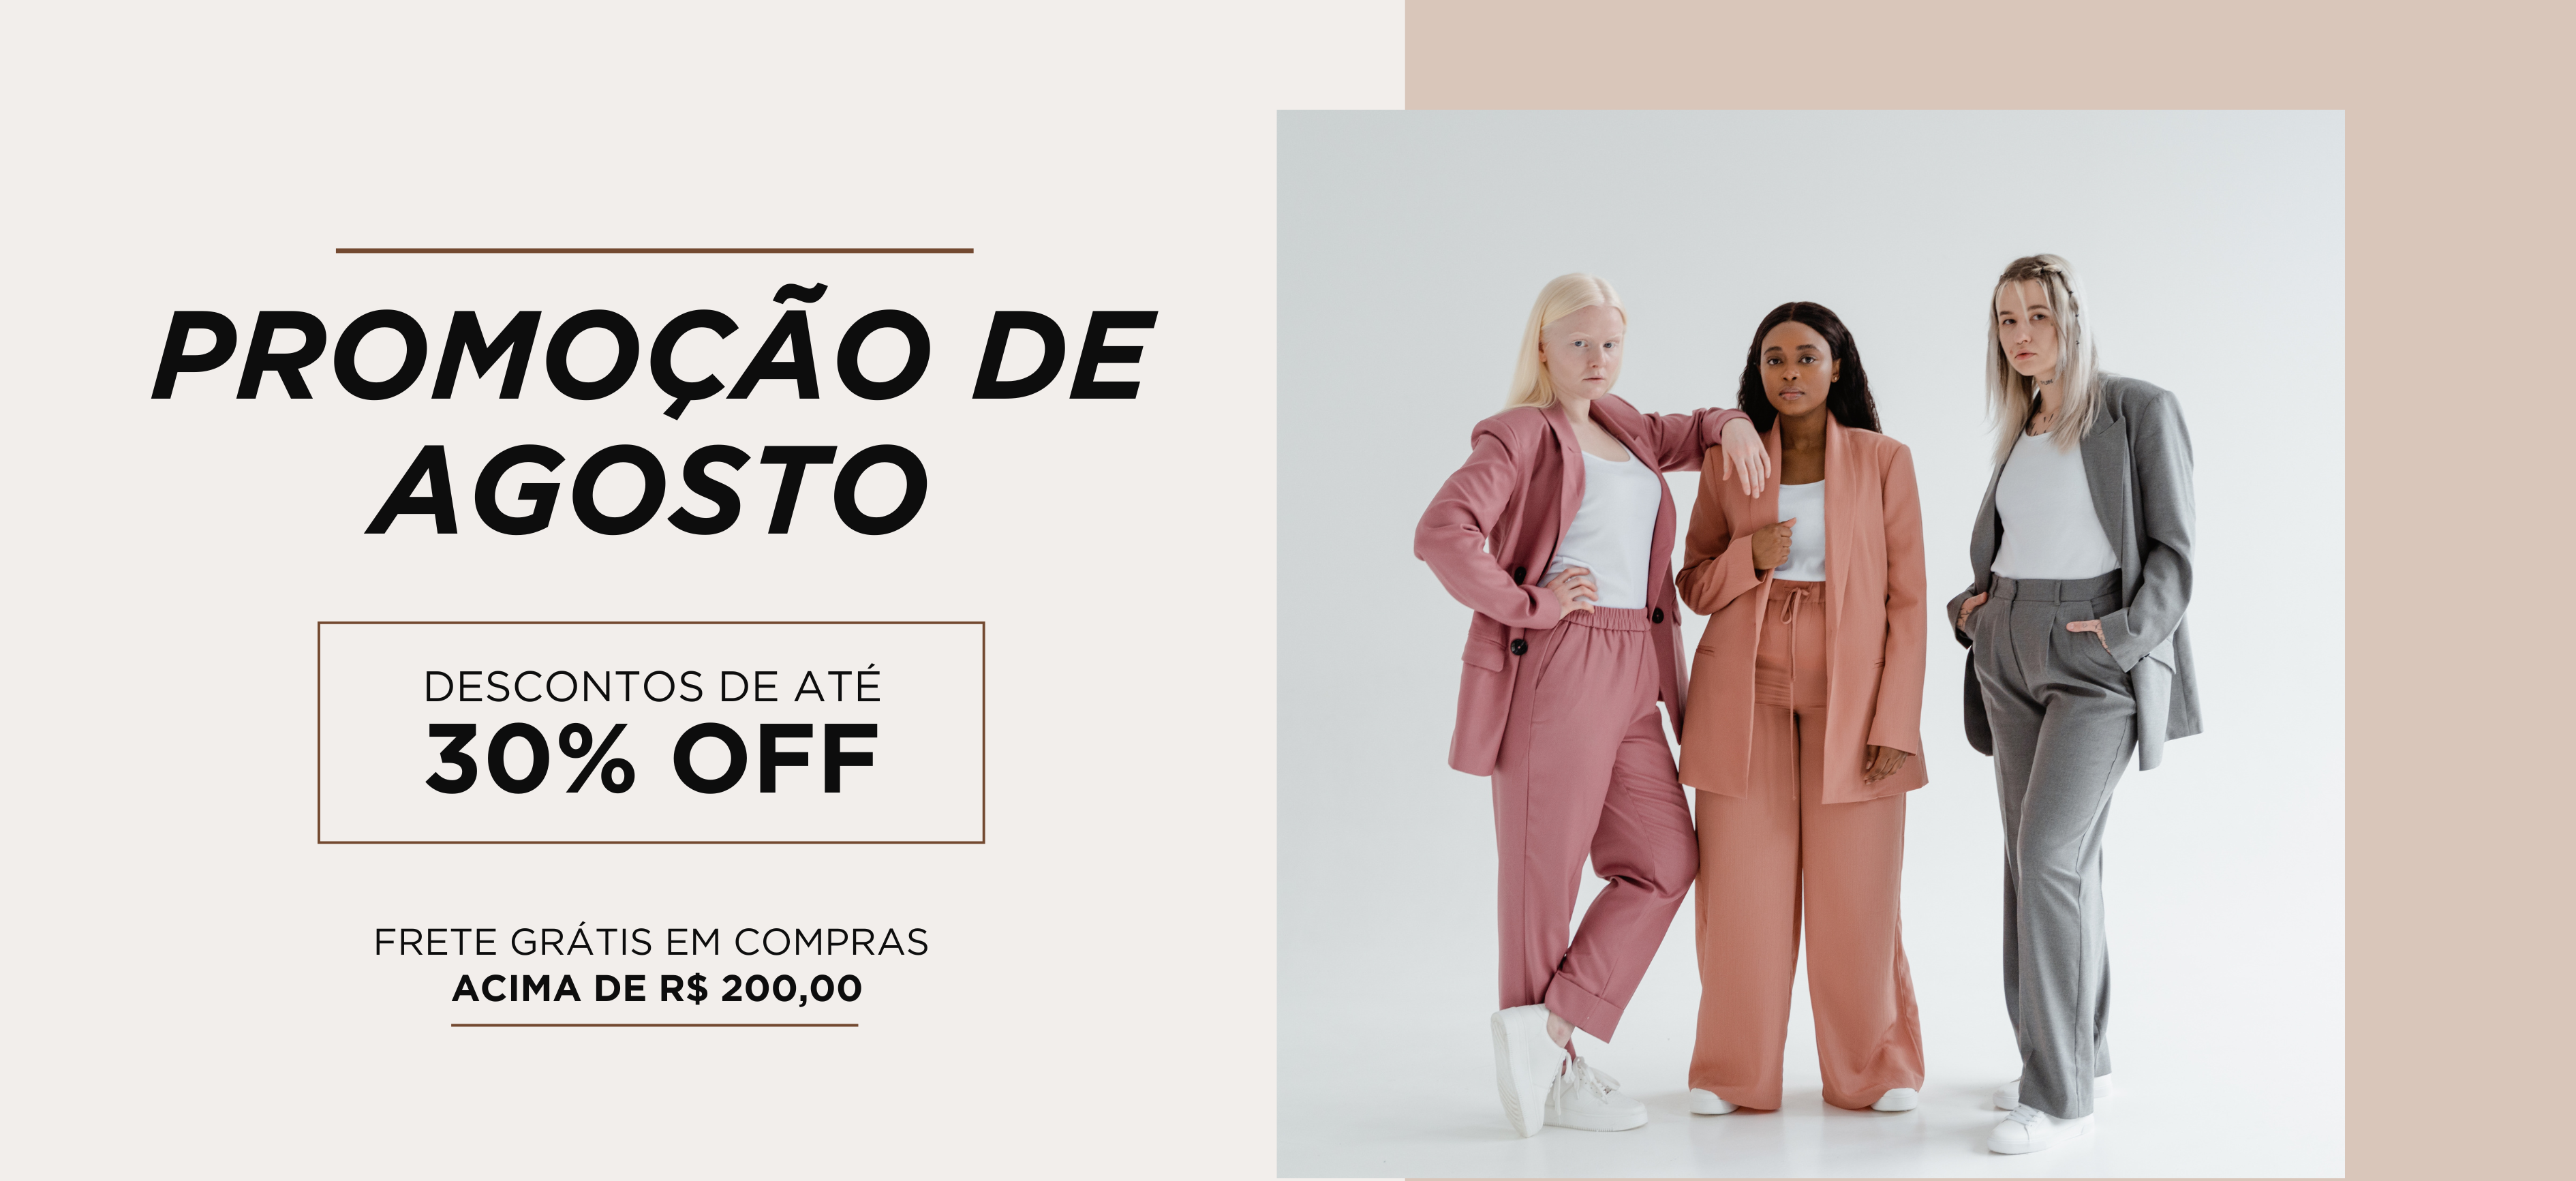 PROMOÇÃO DE
AGOSTO
DESCONTOS DE ATÉ
30% OFF
FRETE GRÁTIS EM COMPRAS
ACIMA DE R$ 200,00